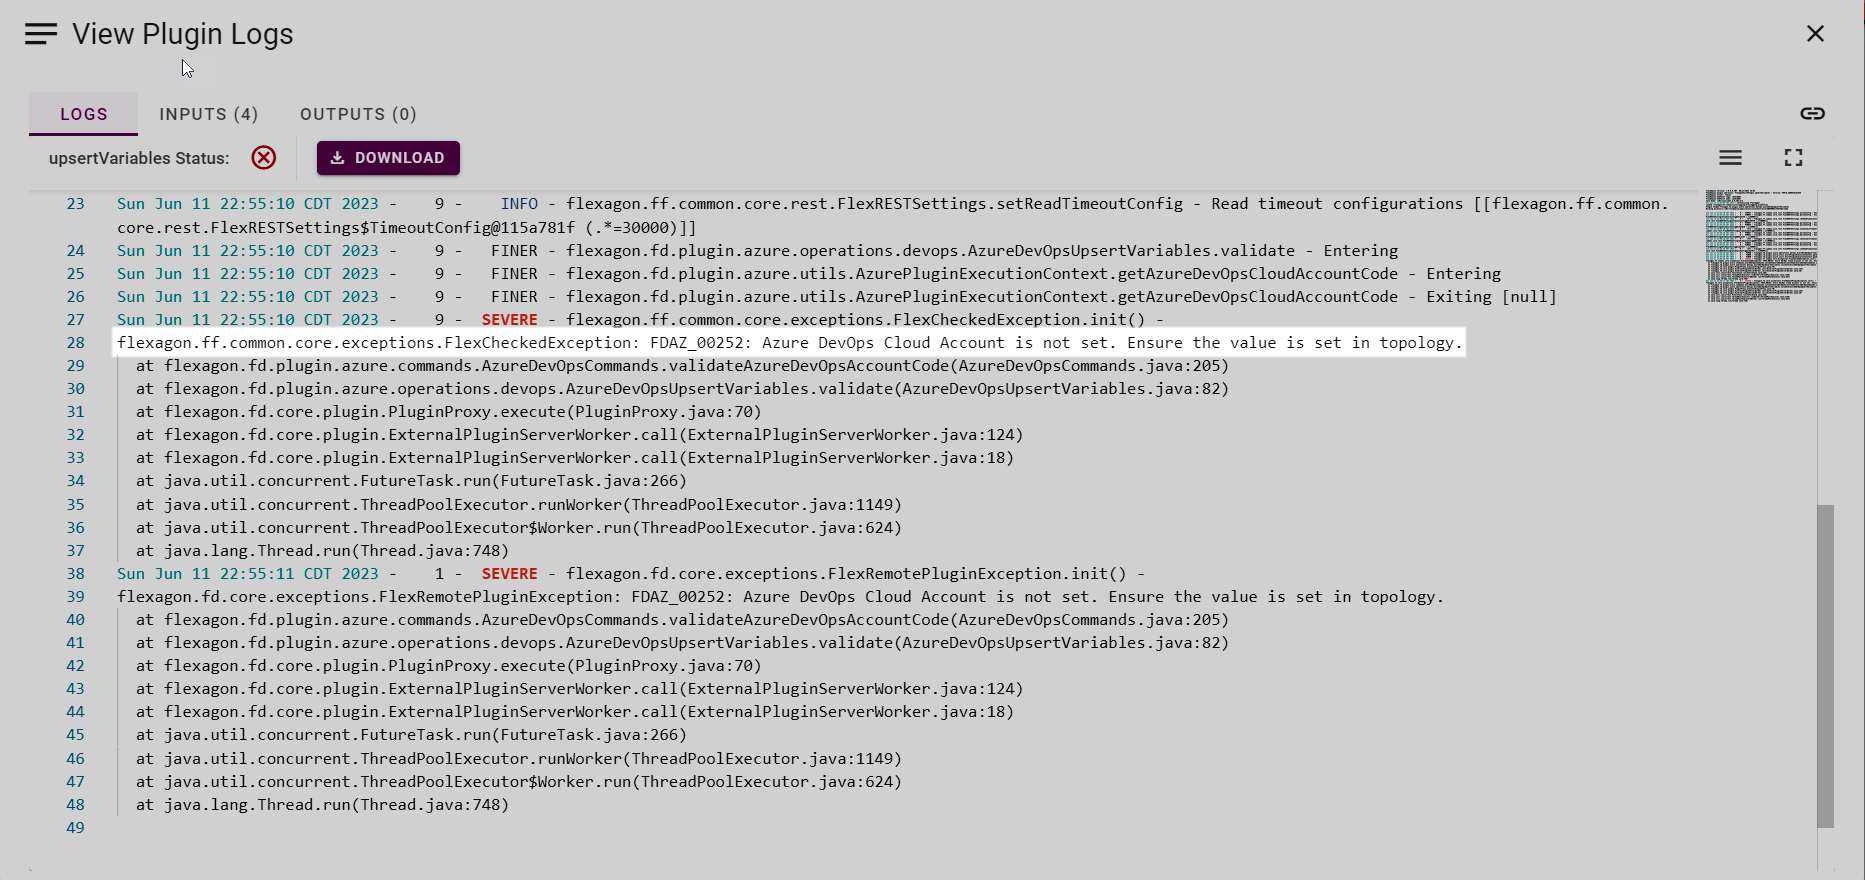 View Plugin Logs
LOGS INPUTS (4) OUTPUTS (0)
upsertVariables Status: DOWNLOAD
23 Sun Jun 11 22:55:10 CDT 2023 - 9 - INFO - flexagon.ff.common.core.rest.FlexRESTSettings.setReadTimeoutConfig - Read timeout configurations [[flexagon.ff.common.
core.rest.FlexRESTSettings$TimeoutConfig@115a781f (.*=30000)]]
24 Sun Jun 11 22:55:10 CDT 2023 - 9 - FINER - flexagon.fd.plugin.azure.operations.devops.AzureDevOpsUpsertVariables.validate - Entering
25 Sun Jun 11 22:55:10 CDT 2023 - 9 - FINER - flexagon.fd.plugin.azure.utils.AzurePluginExecutionContext.getAzureDevOpsCloudAccountCode - Entering
26 Sun Jun 11 22:55:10 CDT 2023 - 9 - FINER - flexagon.fd.plugin.azure.utils.AzurePluginExecutionContext.getAzureDevOpsCloudAccountCode - Exiting [null]
27 Sun Jun 11 22:55:10 CDT 2023 - 9 - SEVERE - flexagon.ff.common.core.exceptions.FlexCheckedException.init() -
28 flexagon.ff.common.core.exceptions.FlexCheckedException: FDAZ_00252: Azure DevOps Cloud Account is not set. Ensure the value is set in topology.
29 at flexagon.fd.plugin.azure.commands.AzureDevOpsCommands.validateAzureDevOpsAccountCode(AzureDevOpsCommands.java:205)
30 at flexagon.fd.plugin.azure.operations.devops.AzureDevOpsUpsertVariables.validate(AzureDevOpsUpsertVariables.java:82)
31 at flexagon.fd.core.plugin.PluginProxy.execute(PluginProxy.java:70)
32 at flexagon.fd.core.plugin.ExternalPluginServerWorker.call(ExternalPluginServerWorker.java:124)
33 at flexagon.fd.core.plugin.ExternalPluginServerWorker.call(ExternalPluginServerWorker.java:18)
34 at java.util.concurrent.FutureTask.run(FutureTask.java:266)
35 at java.util.concurrent.ThreadPoolExecutor.runWorker(ThreadPoolExecutor.java:1149)
36 at java.util.concurrent.ThreadPoolExecutor$Worker.run(ThreadPoolExecutor.java:624)
37 at java.lang.Thread.run(Thread.java:748)
38 Sun Jun 11 22:55:11 CDT 2023 - 1 - SEVERE - flexagon.fd.core.exceptions.FlexRemotePluginException.init() -
39 flexagon.fd.core.exceptions.FlexRemotePluginException: FDAZ_00252: Azure DevOps Cloud Account is not set. Ensure the value is set in topology.
40 at flexagon.fd.plugin.azure.commands.AzureDevOpsCommands.validateAzureDevOpsAccountCode(AzureDevOpsCommands.java:205)
41 at flexagon.fd.plugin.azure.operations.devops.AzureDevOpsUpsertVariables.validate(AzureDevOpsUpsertVariables.java:82)
42 at flexagon.fd.core.plugin.PluginProxy.execute(PluginProxy.java:70)
43 at flexagon.fd.core.plugin.ExternalPluginServerWorker.call(ExternalPluginServerWorker.java:124)
44 at flexagon.fd.core.plugin.ExternalPluginServerWorker.call(ExternalPluginServerWorker.java:18)
45 at java.util.concurrent.FutureTask.run(FutureTask.java:266)
46 at java.util.concurrent.ThreadPoolExecutor.runWorker(ThreadPoolExecutor.java:1149)
47 at java.util.concurrent.ThreadPoolExecutor$Worker.run(ThreadPoolExecutor.java:624)
48 at java.lang.Thread.run(Thread.java:748)
49